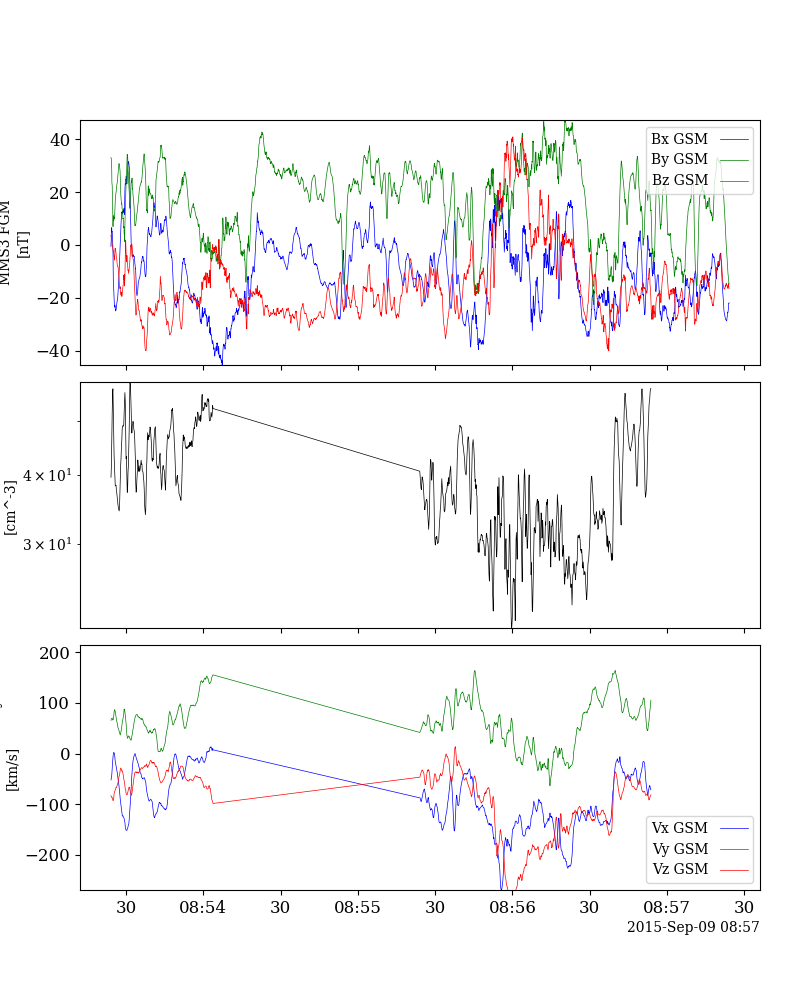 40
20
0
−20
−40
MMS3 FGM
[nT]
Bx GSM
By GSM
Bz GSM
4 × 10¹
3 × 10¹
[cm^-3]
200
100
0
−100
−200
[km/s]
Vx GSM
Vy GSM
Vz GSM
30 08:54 30 08:55 30 08:56 30 08:57 30
2015-Sep-09 08:57